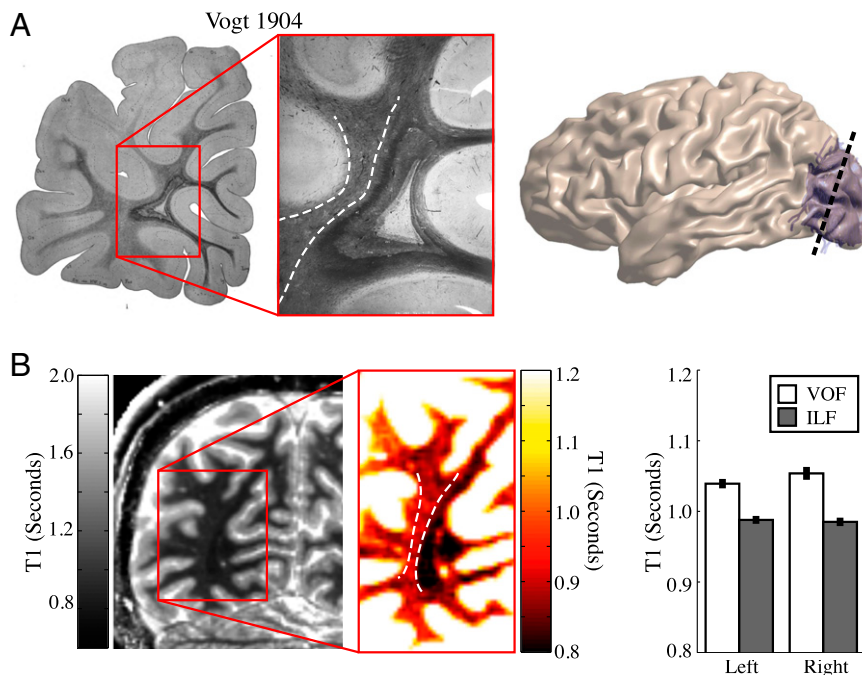 A
Vogt 1904
B
2.0
1.6
1.2
0.8
T1 (Seconds)
1.2
1.1
1.0
0.9
0.8
T1 (Seconds)
1.2
1.1
1.0
0.9
0.8
T1 (Seconds)
VOF
ILF
Left
Right